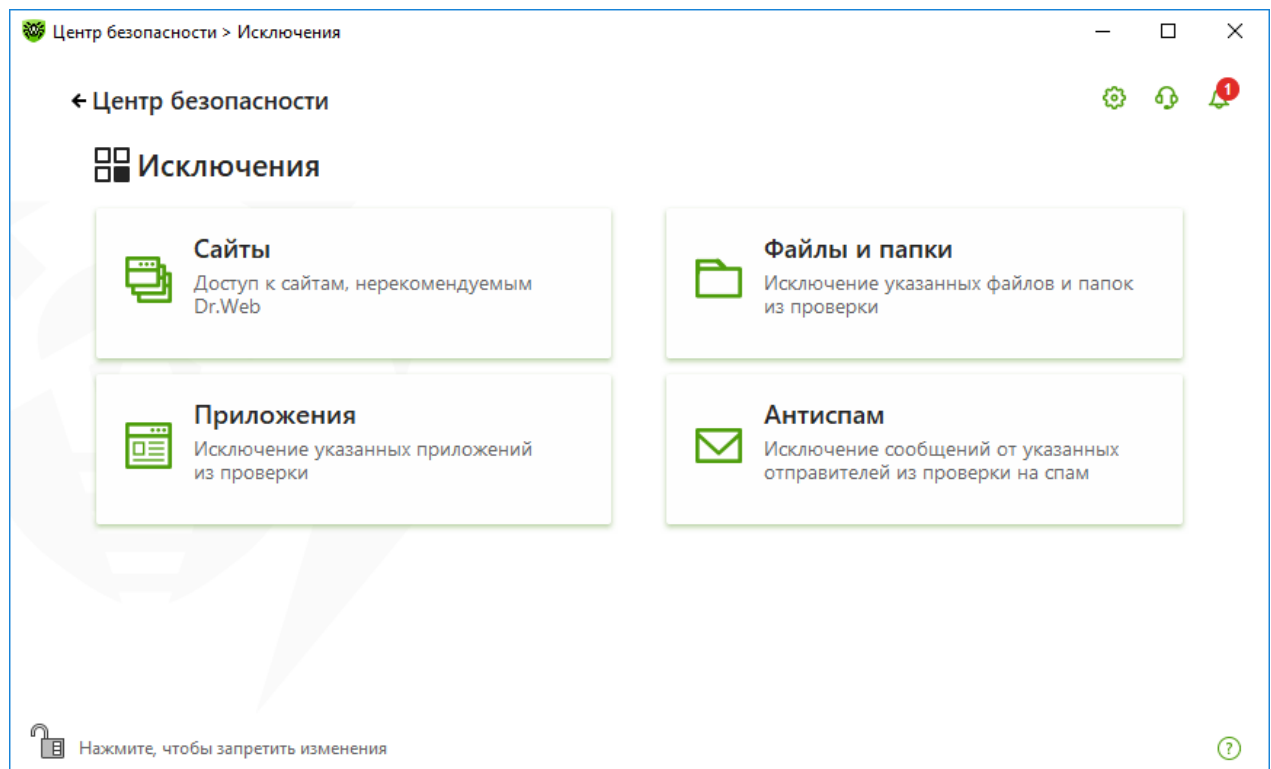 Центр безопасности > Исключения
Центр безопасности
1
Исключения
Сайты
Доступ к сайтам, нерекомендуемым
Dr.Web
Файлы и папки
Исключение указанных файлов и папок
из проверки
Приложения
Исключение указанных приложений
из проверки
Антиспам
Исключение сообщений от указанных
отправителей из проверки на спам
Нажмите, чтобы запретить изменения
?